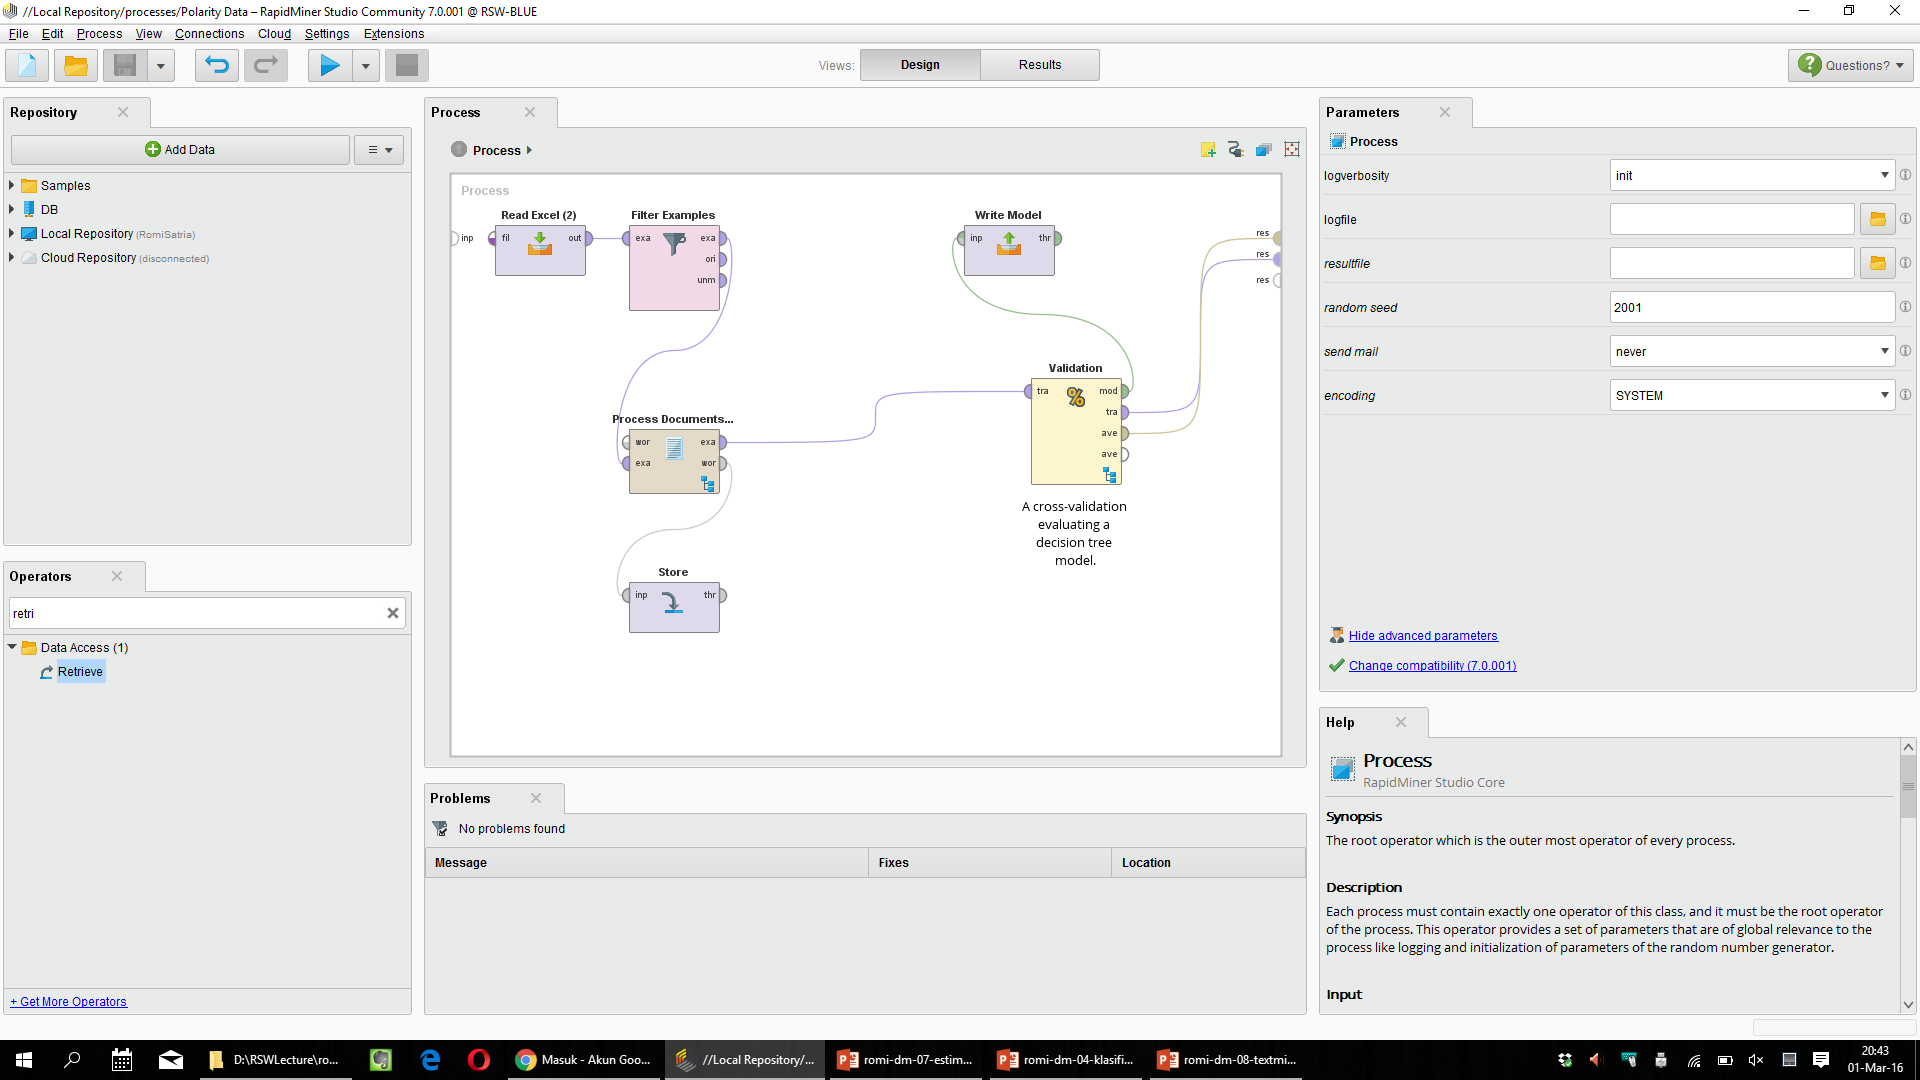 //Local Repository/processes/Polarity Data – RapidMiner Studio Community 7.0.001 @ RSW-BLUE
File Edit Process View Connections Cloud Settings Extensions
Views: Design Results
Questions?
Repository
Add Data
Samples
DB
Local Repository (RomiSatria)
Cloud Repository (disconnected)
Operators
retri
Data Access (1)
Retrieve
+ Get More Operators
Process
Process
Process
Read Excel (2)
inp
fil out
Filter Examples
exa exa
ori
unm
Write Model
inp thr
res
res
res
Validation
tra mod
tra
ave
ave
A cross-validation
evaluating a
decision tree
model.
Process Documents...
wor exa
exa wor
Store
inp thr
Problems
No problems found
Message Fixes Location
Parameters
Process
logverbosity init
logfile
resultfile
random seed 2001
send mail never
encoding SYSTEM
Hide advanced parameters
Change compatibility (7.0.001)
Help
Process
RapidMiner Studio Core
Synopsis
The root operator which is the outer most operator of every process.
Description
Each process must contain exactly one operator of this class, and it must be the root operator
of the process. This operator provides a set of parameters that are of global relevance to the
process like logging and initialization of parameters of the random number generator.
Input
D:\RSWLecture\ro...
Masuk - Akun Goo...
//Local Repository/...
romi-dm-07-estim...
romi-dm-04-klasifi...
romi-dm-08-textmi...
20:43
01-Mar-16